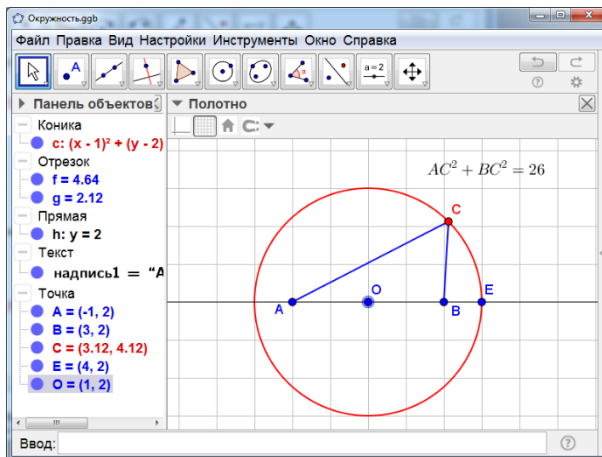 Окружность.ggb
Файл Правка Вид Настройки Инструменты Окно Справка
A
α
a = 2
Панель объектов
Полотно
Коника
c: (x - 1)² + (y - 2)
Отрезок
f = 4.64
g = 2.12
Прямая
h: y = 2
Текст
надпись1 = “A
Точка
A = (-1, 2)
B = (3, 2)
C = (3.12, 4.12)
E = (4, 2)
O = (1, 2)
AC² + BC² = 26
C
A
O
B
E
Ввод: